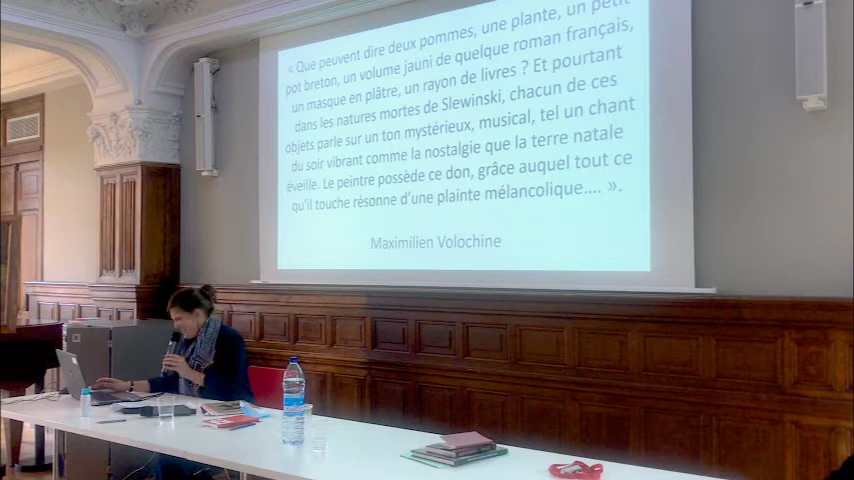 « Que peuvent dire deux pommes, une plante, un petit
pot breton, un volume jauni de quelque roman français,
un masque en plâtre, un rayon de livres ? Et pourtant
dans les natures mortes de Slewinski, chacun de ces
objets parle sur un ton mystérieux, musical, tel un chant
du soir vibrant comme la nostalgie que la terre natale
éveille. Le peintre possède ce don, grâce auquel tout ce
qu'il touche résonne d'une plainte mélancolique.... ».
Maximilien Volochine